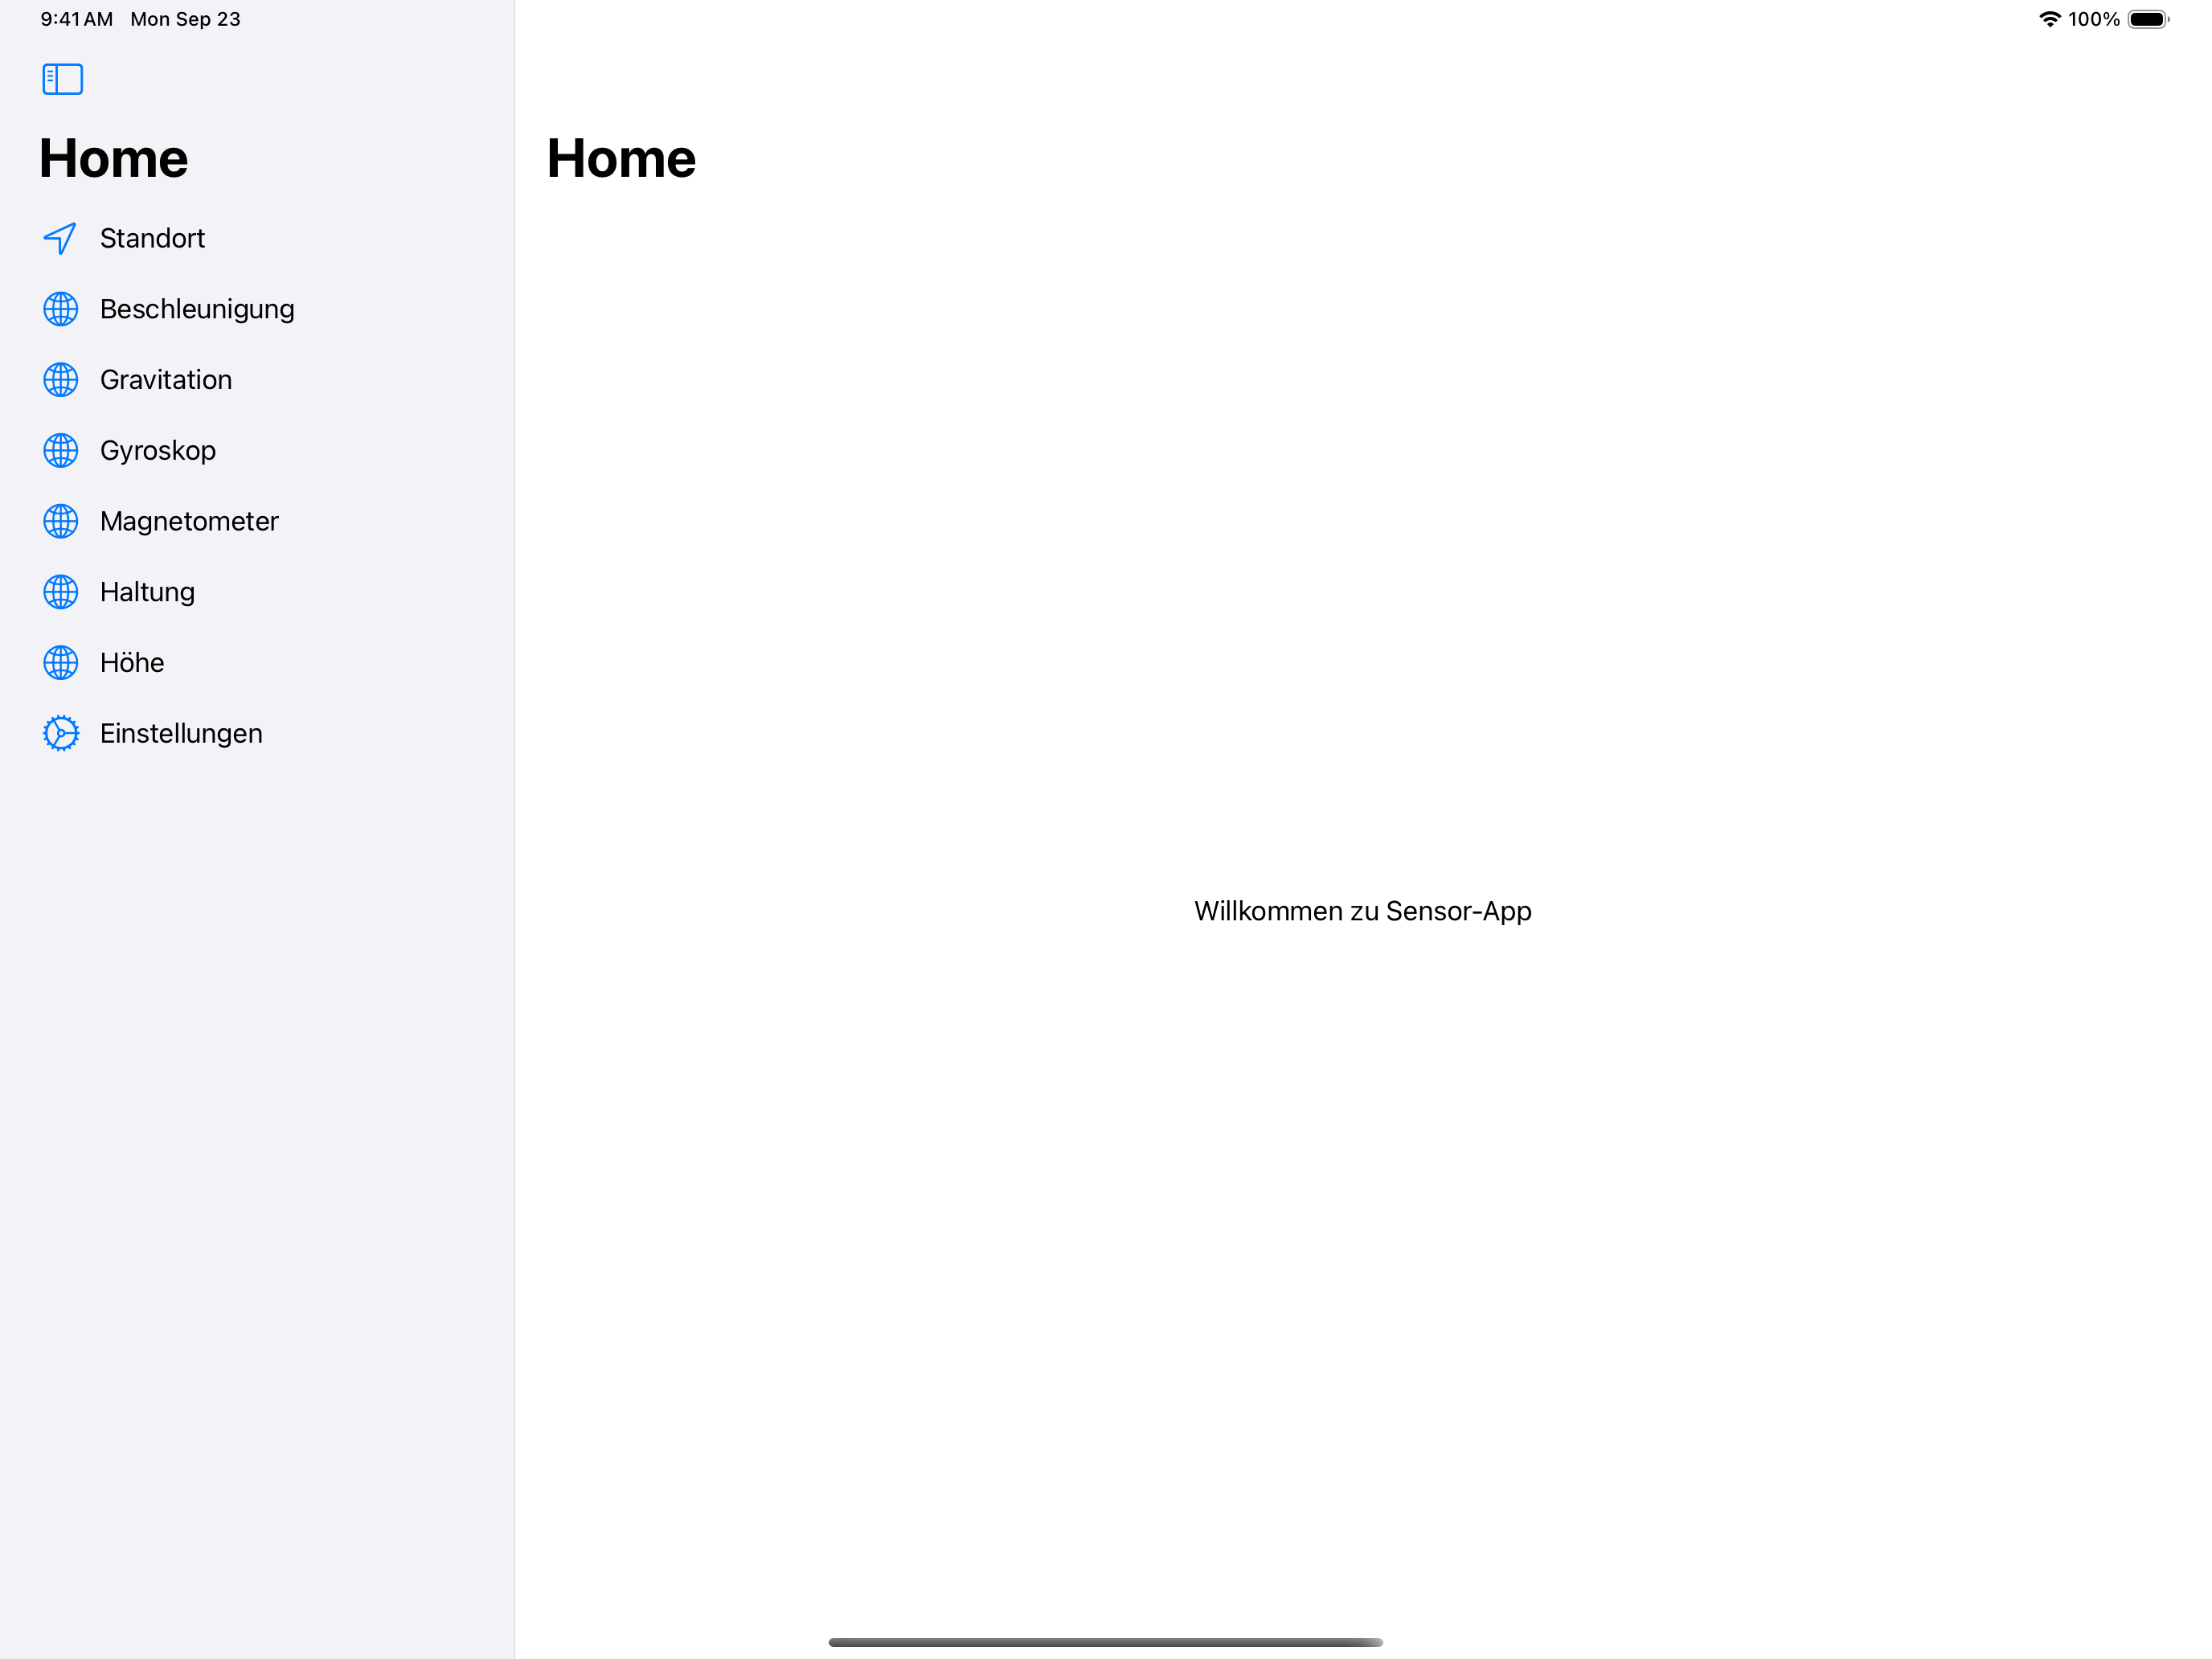 9:41 AM Mon Sep 23
100%
Home
Standort
Beschleunigung
Gravitation
Gyroskop
Magnetometer
Haltung
Höhe
Einstellungen
Home
Willkommen zu Sensor-App